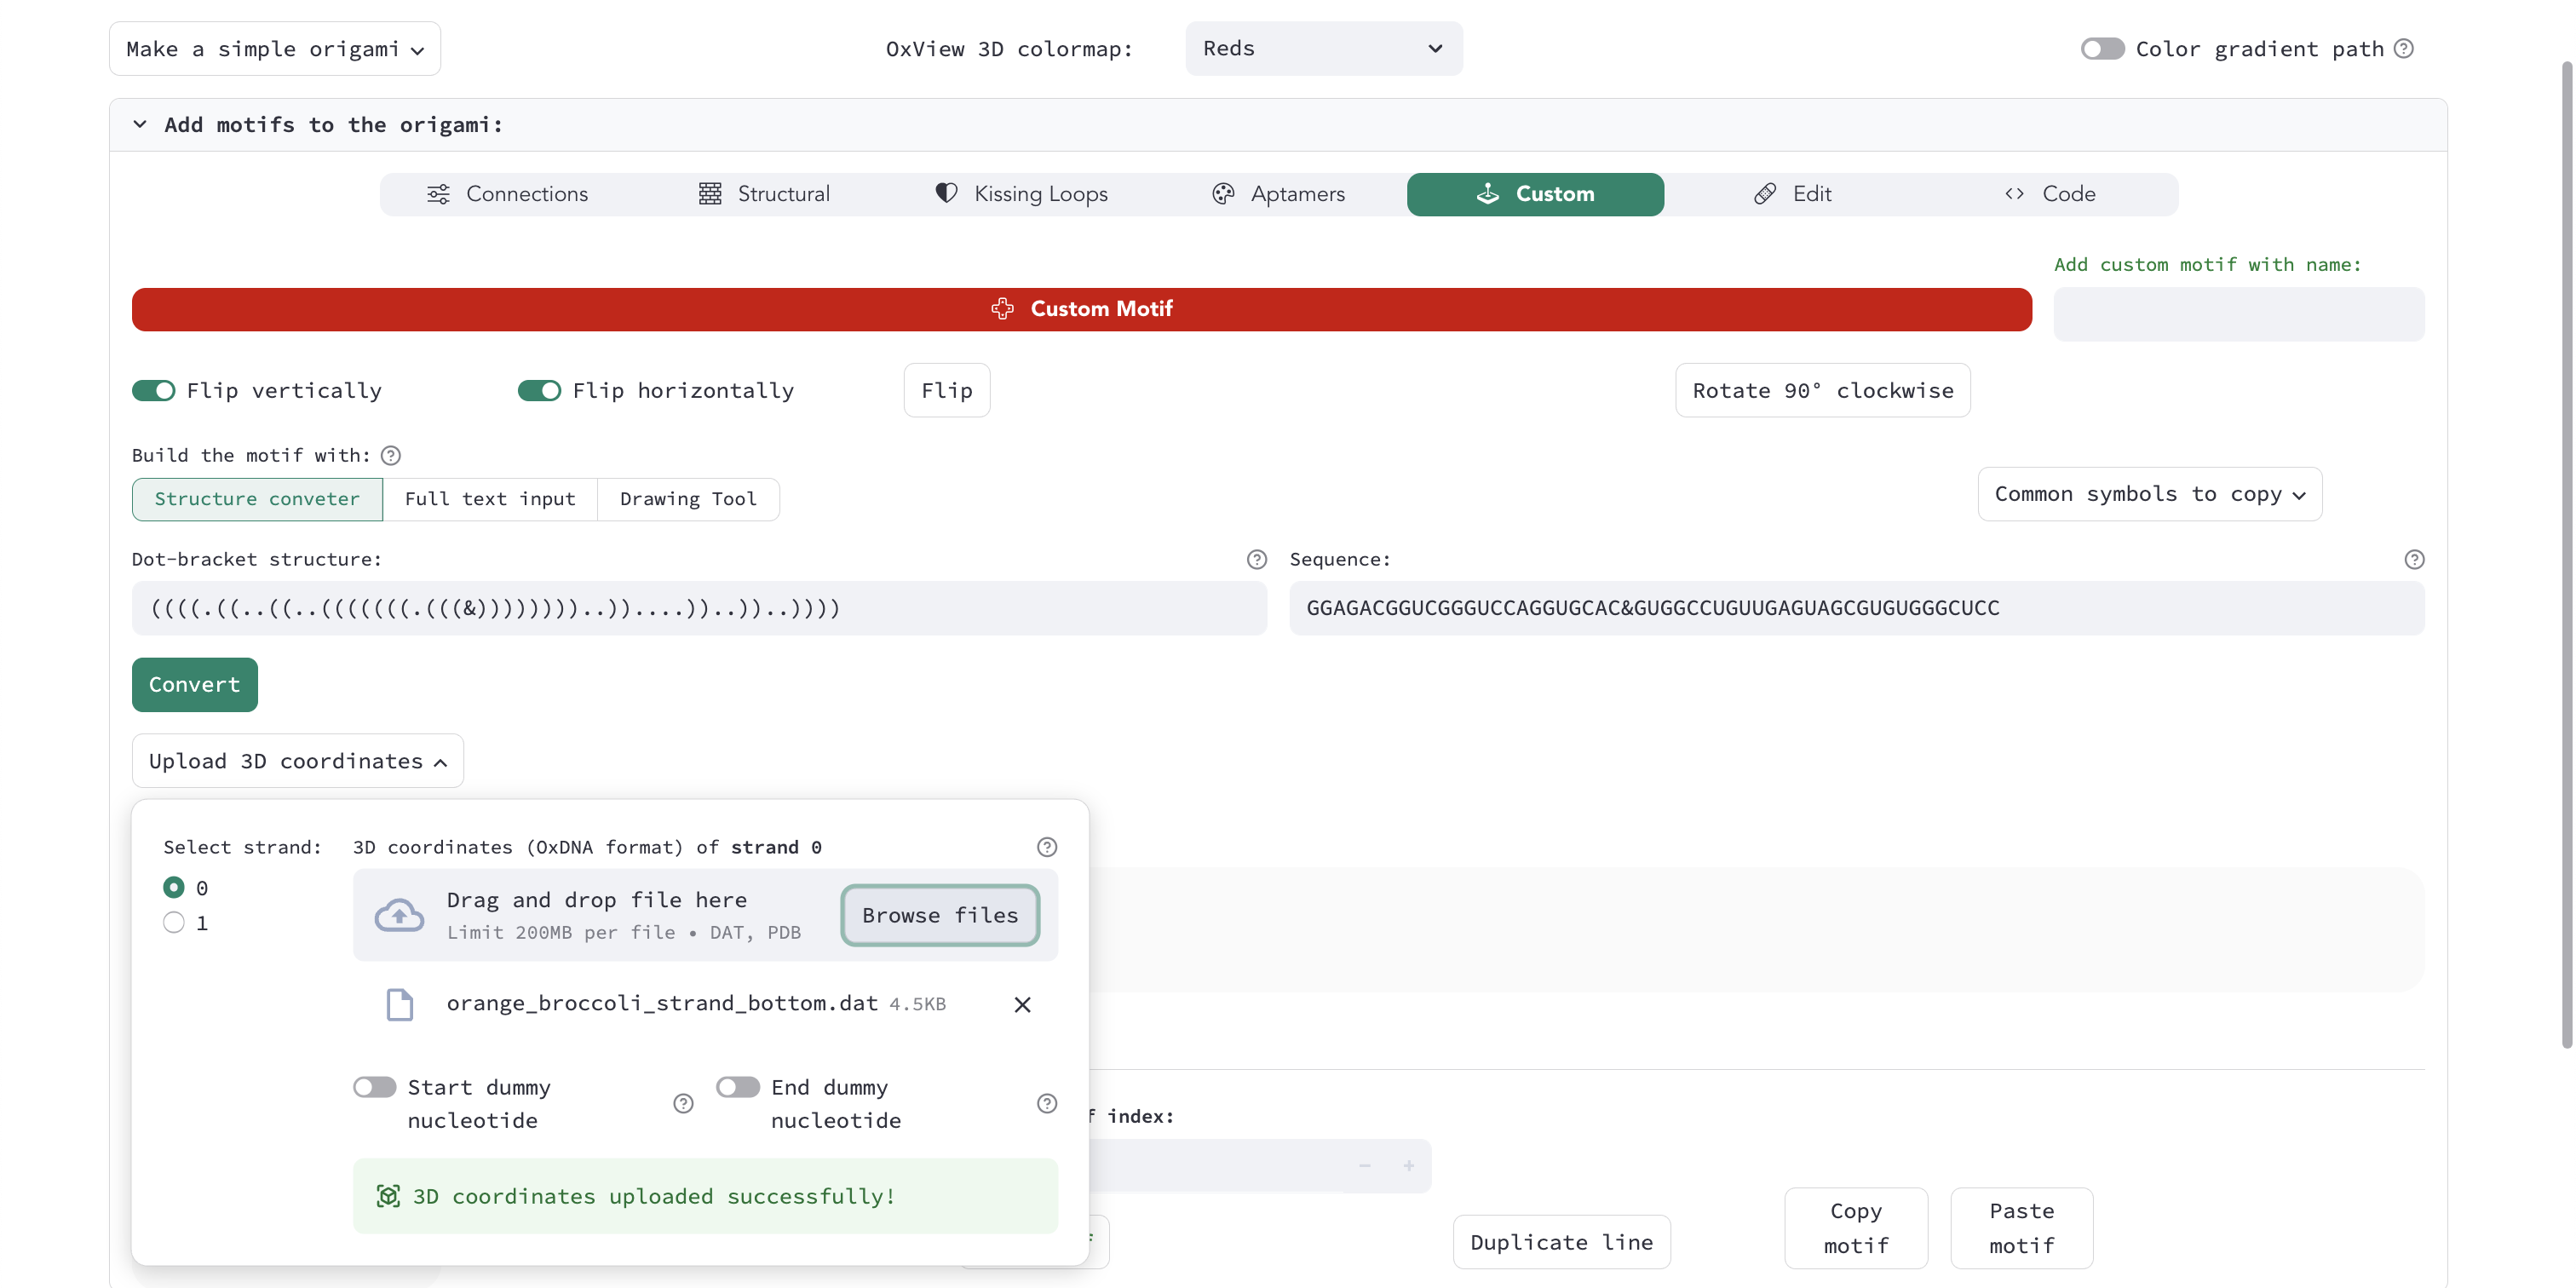 Make a simple origami
OxView 3D colormap:
Reds
Color gradient path
Add motifs to the origami:
Connections
Structural
Kissing Loops
Aptamers
Custom
Edit
Code
Add custom motif with name:
Custom Motif
Flip vertically
Flip horizontally
Flip
Rotate 90° clockwise
Build the motif with:
Structure conveter
Full text input
Drawing Tool
Common symbols to copy
Dot-bracket structure:
Sequence:
((((.((..((..(((((((.(((&))))))))..))....))..))..))))
GGAGACGGUCGGGUCCAGGUGCAC&GUGGCCUGUUGAGUAGCGUGUGGGCUCC
Convert
Upload 3D coordinates
Select strand:
3D coordinates (OxDNA format) of strand 0
0
1
Drag and drop file here
Limit 200MB per file • DAT, PDB
Browse files
orange_broccoli_strand_bottom.dat 4.5KB
Start dummy
nucleotide
End dummy
nucleotide
f index:
3D coordinates uploaded successfully!
Duplicate line
Copy
motif
Paste
motif